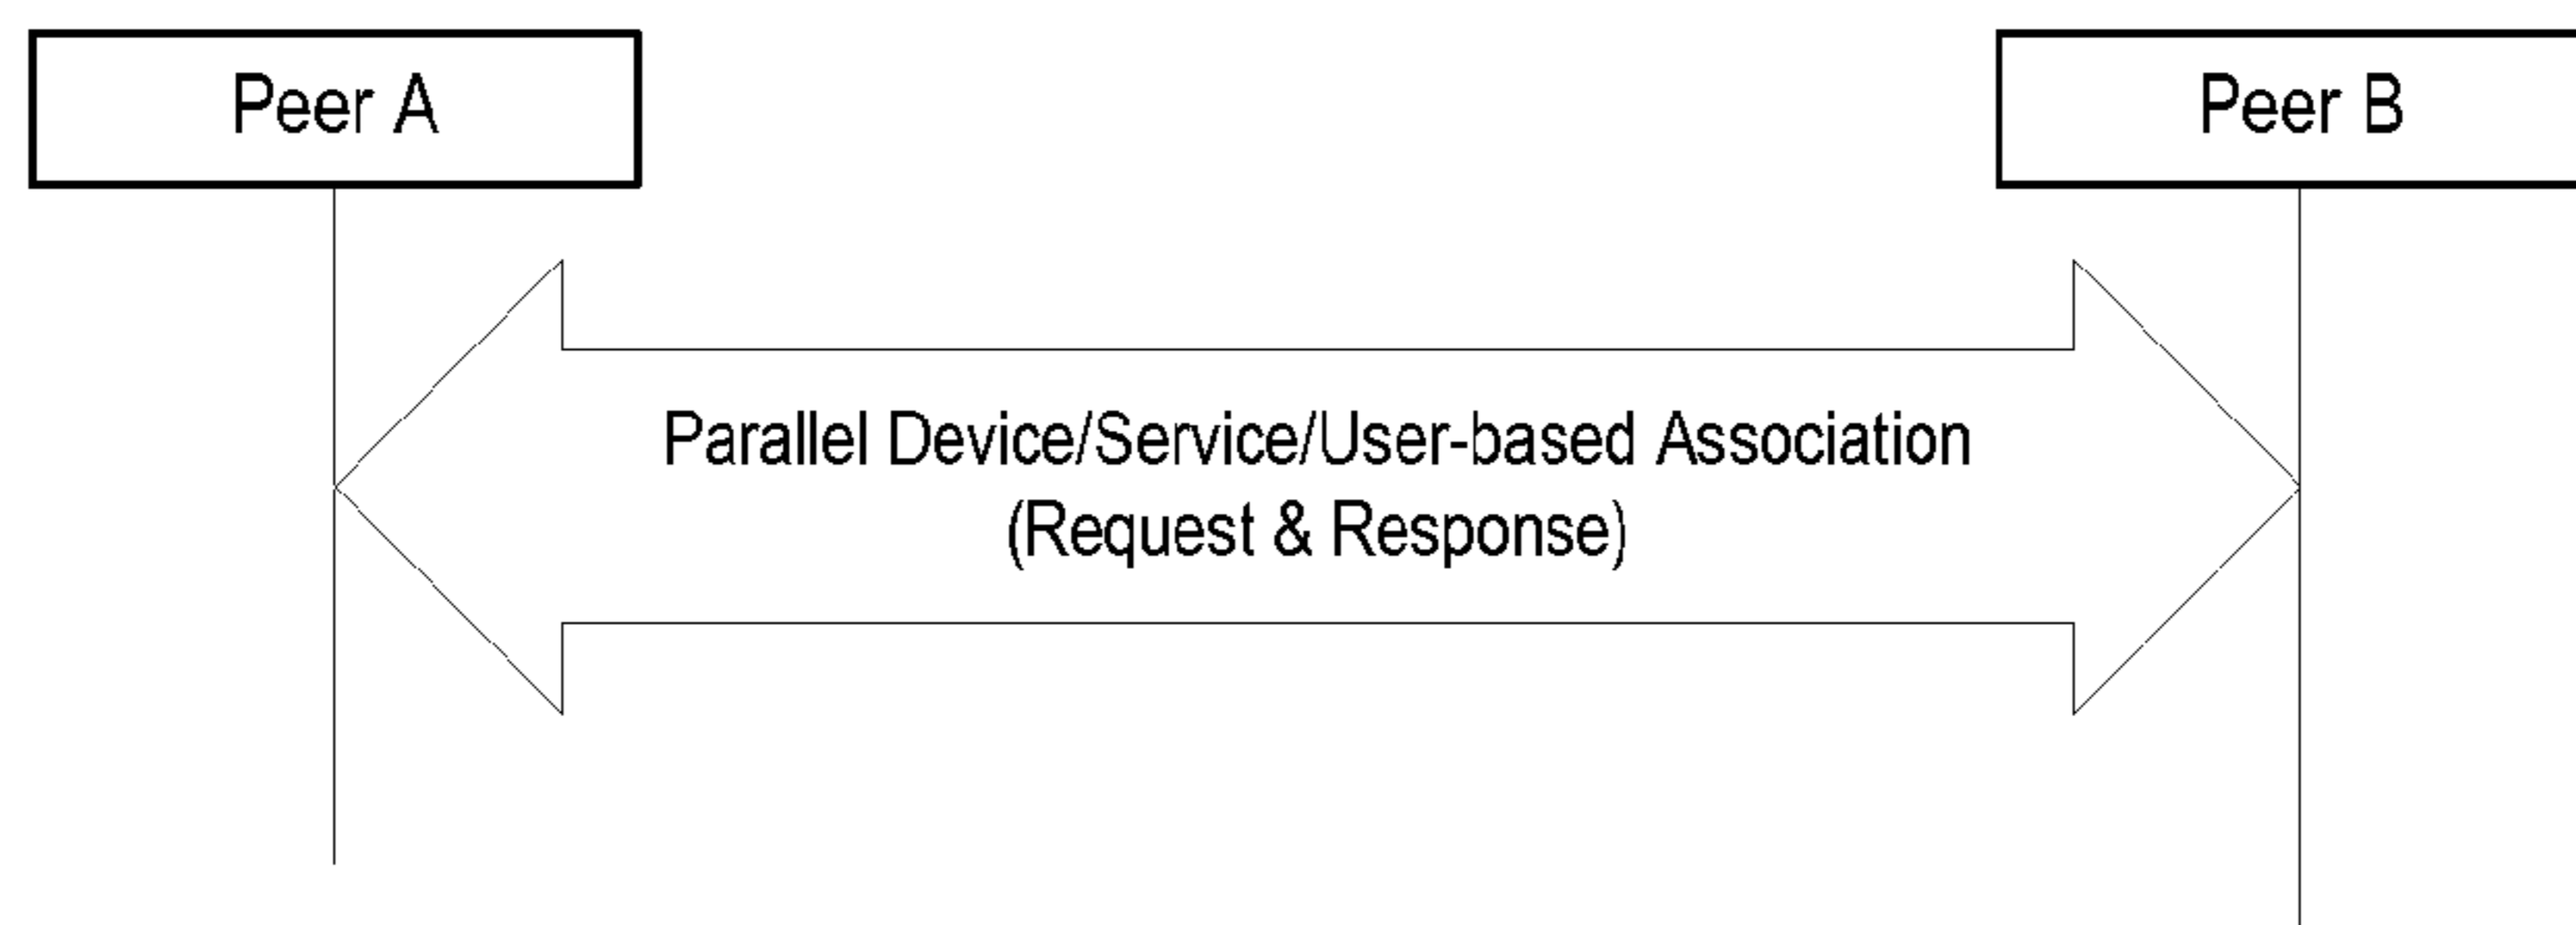 Peer A
Peer B
Parallel Device/Service/User-based Association
(Request & Response)